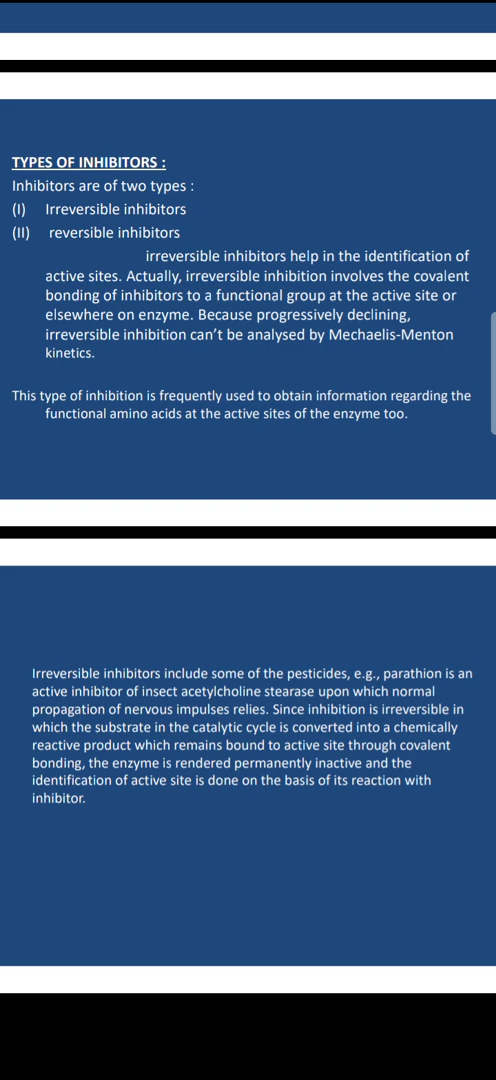 TYPES OF INHIBITORS :
Inhibitors are of two types :
(I) Irreversible inhibitors
(II) reversible inhibitors
irreversible inhibitors help in the identification of
active sites. Actually, irreversible inhibition involves the covalent
bonding of inhibitors to a functional group at the active site or
elsewhere on enzyme. Because progressively declining,
irreversible inhibition can't be analysed by Mechaelis-Menton
kinetics.
This type of inhibition is frequently used to obtain information regarding the
functional amino acids at the active sites of the enzyme too.
Irreversible inhibitors include some of the pesticides, e.g., parathion is an
active inhibitor of insect acetylcholine stearase upon which normal
propagation of nervous impulses relies. Since inhibition is irreversible in
which the substrate in the catalytic cycle is converted into a chemically
reactive product which remains bound to active site through covalent
bonding, the enzyme is rendered permanently inactive and the
identification of active site is done on the basis of its reaction with
inhibitor.